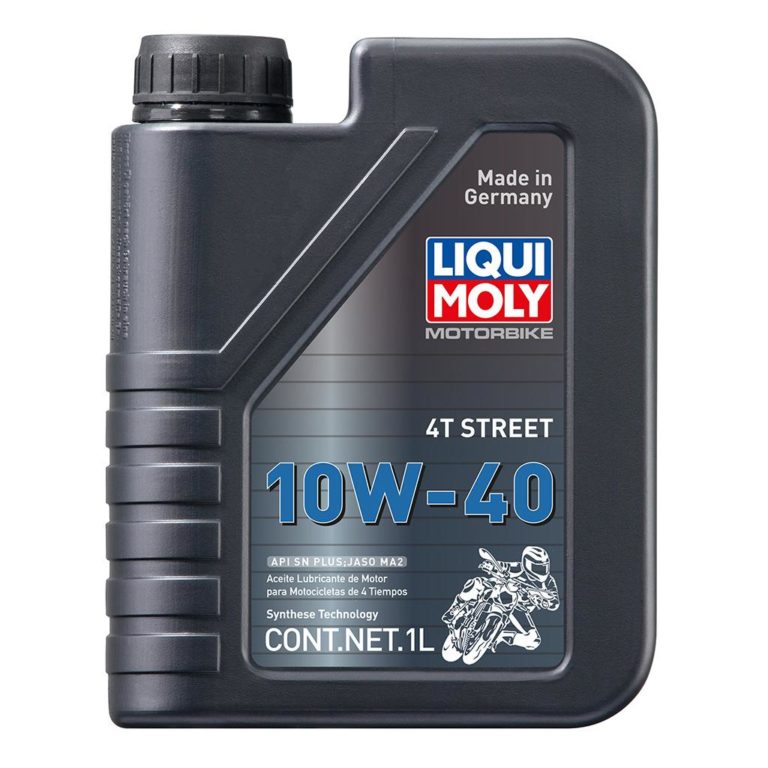 Made in
Germany
LIQUI
MOLY
MOTORBIKE
4T STREET
10W-40
API SN PLUS;JASO MA2
Aceite Lubricante de Motor
para Motocicletas de 4 Tiempos
Synthese Technology
CONT.NET.1L